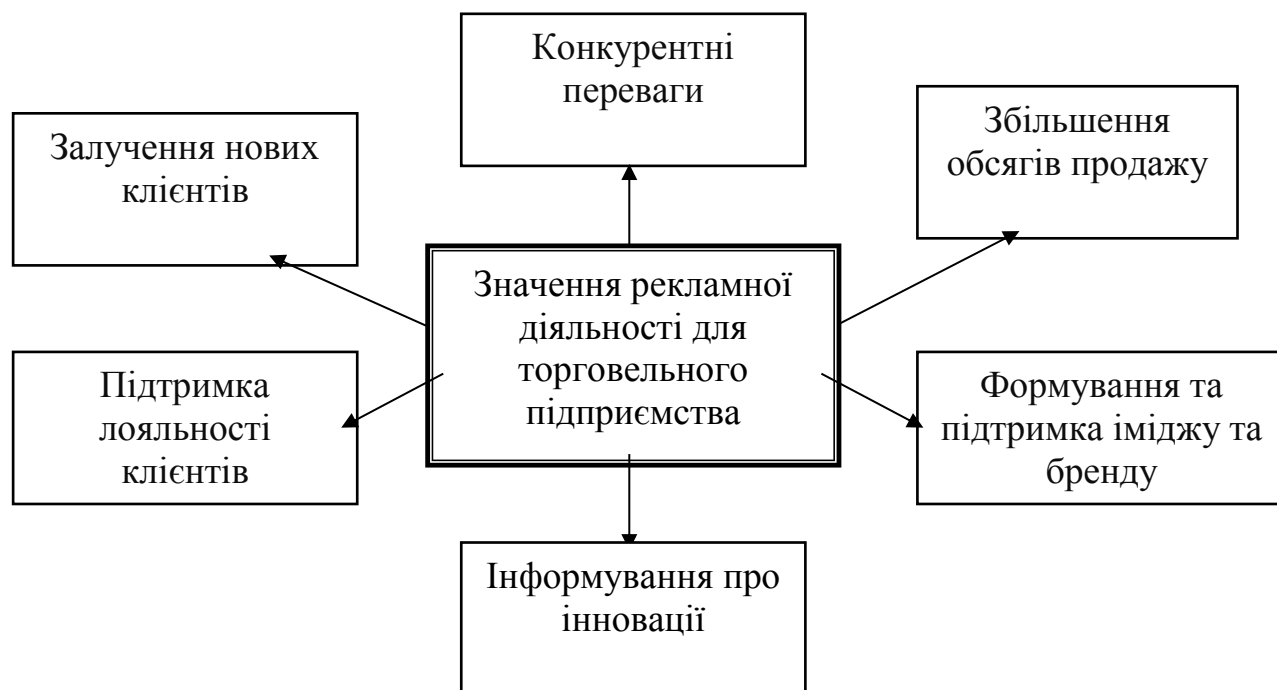 Конкурентні
переваги
Залучення нових
клієнтів
Збільшення
обсягів продажу
Значення рекламної
діяльності для
торговельного
підприємства
Підтримка
лояльності
клієнтів
Формування та
підтримка іміджу та
бренду
Інформування про
інновації